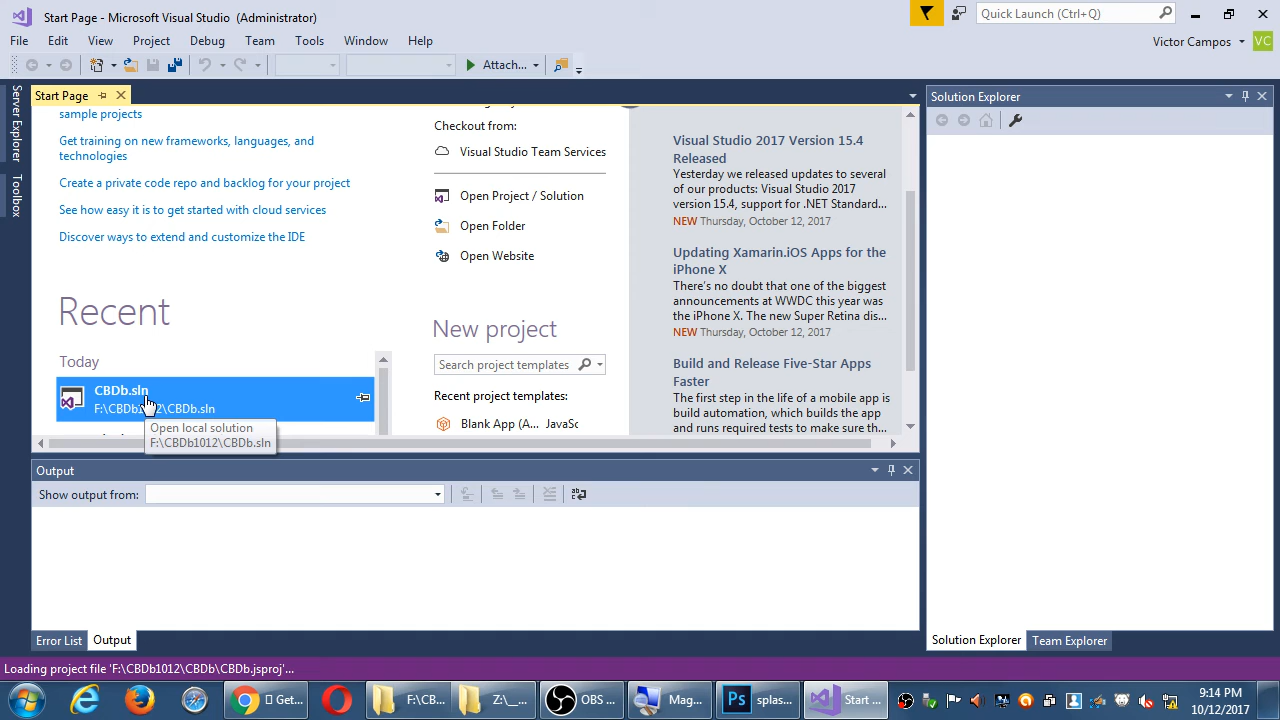 Start Page - Microsoft Visual Studio (Administrator)
Quick Launch (Ctrl+Q)
File Edit View Project Debug Team Tools Window Help
Victor Campos
VC
Attach...
Server Explorer
Toolbox
Start Page
sample projects
Get training on new frameworks, languages, and
technologies
Create a private code repo and backlog for your project
See how easy it is to get started with cloud services
Discover ways to extend and customize the IDE
Recent
Today
CBDb.sln
F:\CBDb1012\CBDb.sln
Open local solution
F:\CBDb1012\CBDb.sln
Checkout from:
Visual Studio Team Services
Open Project / Solution
Open Folder
Open Website
New project
Search project templates
Recent project templates:
Blank App (A... JavaSc
Visual Studio 2017 Version 15.4
Released
Yesterday we released updates to several
of our products: Visual Studio 2017
version 15.4, support for .NET Standard...
NEW Thursday, October 12, 2017
Updating Xamarin.iOS Apps for the
iPhone X
There's no doubt that one of the biggest
announcements at WWDC this year was
the iPhone X. The new Super Retina dis...
NEW Thursday, October 12, 2017
Build and Release Five-Star Apps
Faster
The first step in the life of a mobile app is
build automation, which builds the app
and runs required tests to make sure th...
Solution Explorer
Output
Show output from:
Error List Output
Solution Explorer Team Explorer
Loading project file 'F:\CBDb1012\CBDb\CBDb.jsproj'...
Get...
F:\CB...
Z:\__...
OBS ...
Mag...
Ps
splas...
Start ...
9:14 PM
10/12/2017